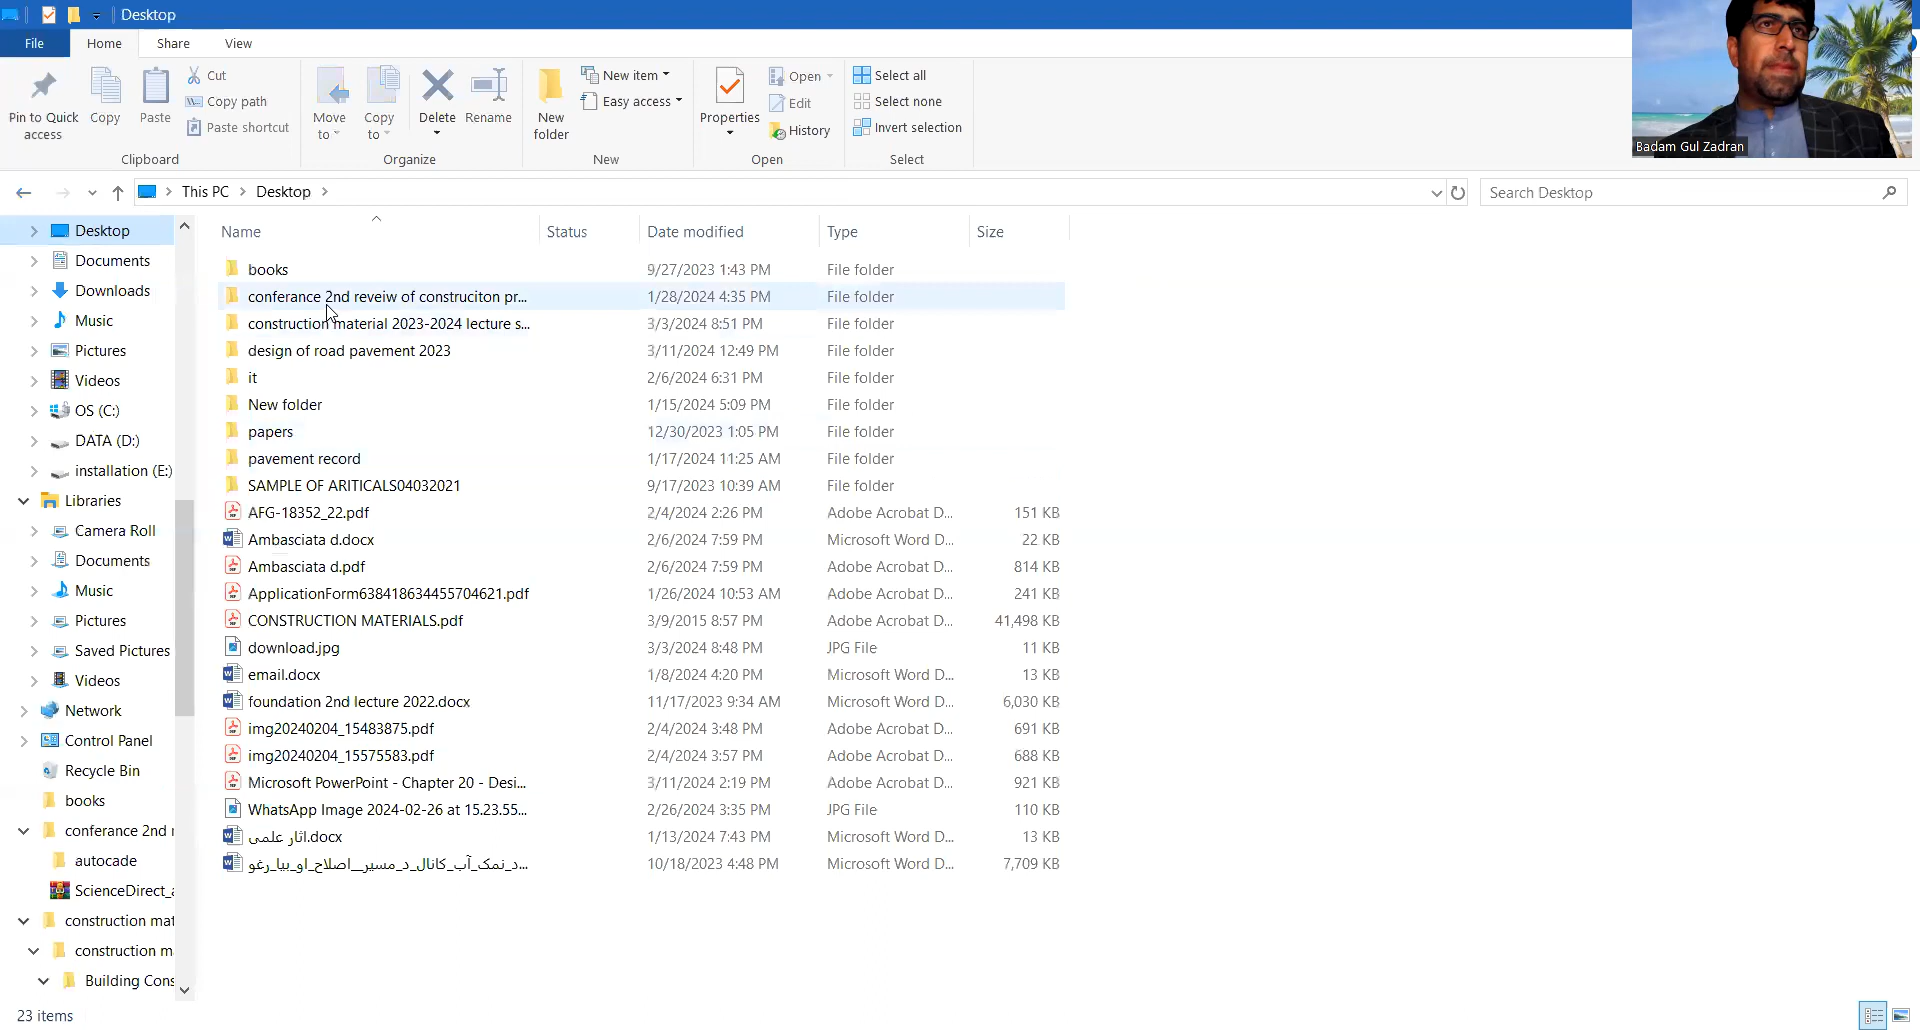 Desktop
File Home Share View
Pin to Quick access
Copy
Paste
Cut
Copy path
Paste shortcut
Clipboard
Move to
Copy to
Delete
Rename
Organize
New folder
New item
Easy access
New
Properties
Open
Edit
History
Open
Select all
Select none
Invert selection
Select
Badam Gul Zadran
This PC Desktop
Search Desktop
Desktop
Documents
Downloads
Music
Pictures
Videos
OS (C:)
DATA (D:)
installation (E:)
Libraries
Camera Roll
Documents
Music
Pictures
Saved Pictures
Videos
Network
Control Panel
Recycle Bin
books
conferance 2nd
autocade
ScienceDirect_a
construction mat
construction m
Building Cons
Name Status Date modified Type Size
books 9/27/2023 1:43 PM File folder
conferance 2nd reveiw of construciton pr... 1/28/2024 4:35 PM File folder
construction material 2023-2024 lecture s... 3/3/2024 8:51 PM File folder
design of road pavement 2023 3/11/2024 12:49 PM File folder
it 2/6/2024 6:31 PM File folder
New folder 1/15/2024 5:09 PM File folder
papers 12/30/2023 1:05 PM File folder
pavement record 1/17/2024 11:25 AM File folder
SAMPLE OF ARITICALS04032021 9/17/2023 10:39 AM File folder
AFG-18352_22.pdf 2/4/2024 2:26 PM Adobe Acrobat D... 151 KB
Ambasciata d.docx 2/6/2024 7:59 PM Microsoft Word D... 22 KB
Ambasciata d.pdf 2/6/2024 7:59 PM Adobe Acrobat D... 814 KB
ApplicationForm638418634455704621.pdf 1/26/2024 10:53 AM Adobe Acrobat D... 241 KB
CONSTRUCTION MATERIALS.pdf 3/9/2015 8:57 PM Adobe Acrobat D... 41,498 KB
download.jpg 3/3/2024 8:48 PM JPG File 11 KB
email.docx 1/8/2024 4:20 PM Microsoft Word D... 13 KB
foundation 2nd lecture 2022.docx 11/17/2023 9:34 AM Microsoft Word D... 6,030 KB
img20240204_15483875.pdf 2/4/2024 3:48 PM Adobe Acrobat D... 691 KB
img20240204_15575583.pdf 2/4/2024 3:57 PM Adobe Acrobat D... 688 KB
Microsoft PowerPoint - Chapter 20 - Desi... 3/11/2024 2:19 PM Adobe Acrobat D... 921 KB
WhatsApp Image 2024-02-26 at 15.23.55... 2/26/2024 3:35 PM JPG File 110 KB
اثار علمی.docx 1/13/2024 7:43 PM Microsoft Word D... 13 KB
د_نمک_آب_کانال_د_مسیر__اصلاح_او_بیا_رغو... 10/18/2023 4:48 PM Microsoft Word D... 7,709 KB
23 items